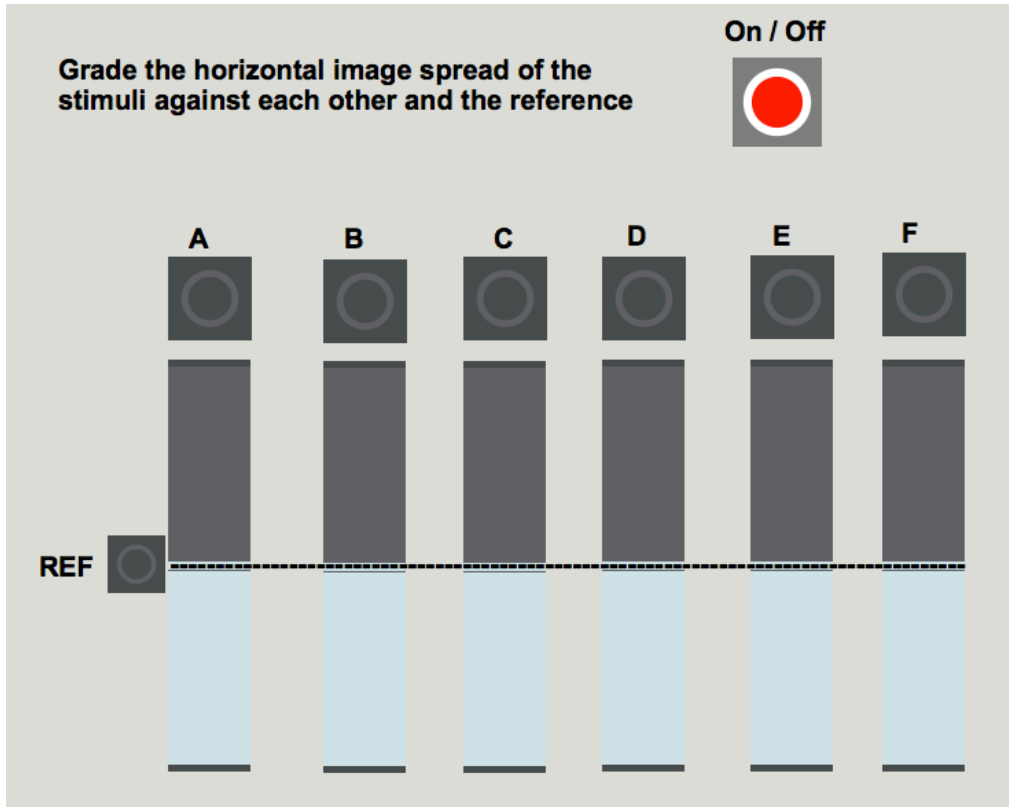 On / Off
Grade the horizontal image spread of the
stimuli against each other and the reference
A B C D E F
REF